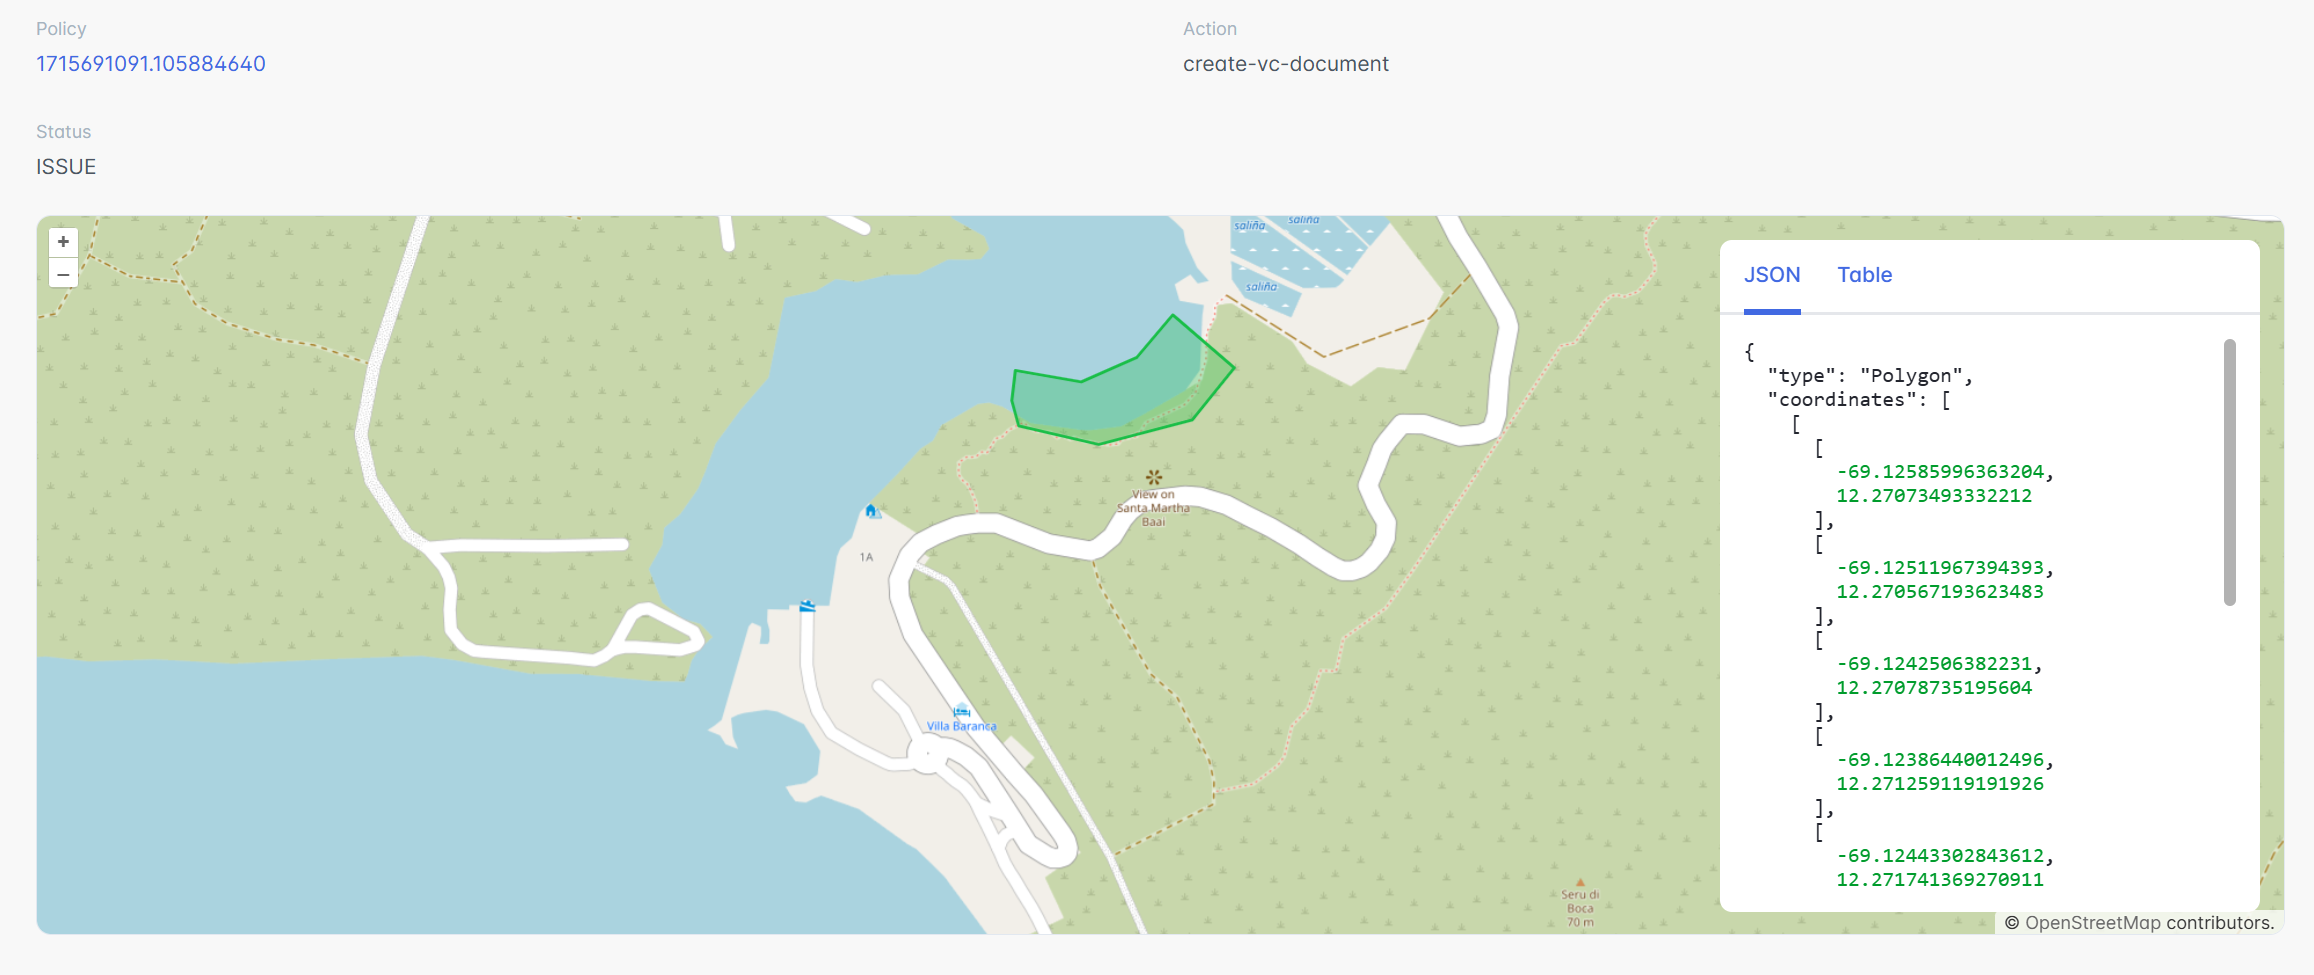 Policy
1715691091.105884640
Action
create-vc-document
Status
ISSUE
+
–
saliña
saliña
saliña
View on
Santa Martha
Baai
1A
Villa Baranca
Seru di
Boca
70 m
JSON
Table
{
"type": "Polygon",
"coordinates": [
[
[
-69.12585996363204,
12.27073493332212
],
[
-69.12511967394393,
12.270567193623483
],
[
-69.1242506382231,
12.27078735195604
],
[
-69.12386440012496,
12.271259119191926
],
[
-69.12443302843612,
12.271741369270911
© OpenStreetMap contributors.